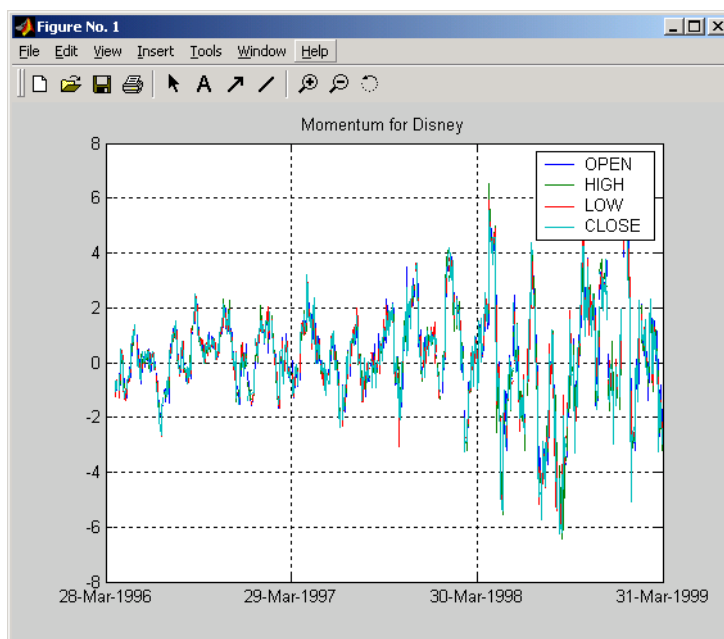 Figure No. 1
File Edit View Insert Tools Window Help
A
Momentum for Disney
8
6
4
2
0
-2
-4
-6
-8
OPEN
HIGH
LOW
CLOSE
28-Mar-1996 29-Mar-1997 30-Mar-1998 31-Mar-1999